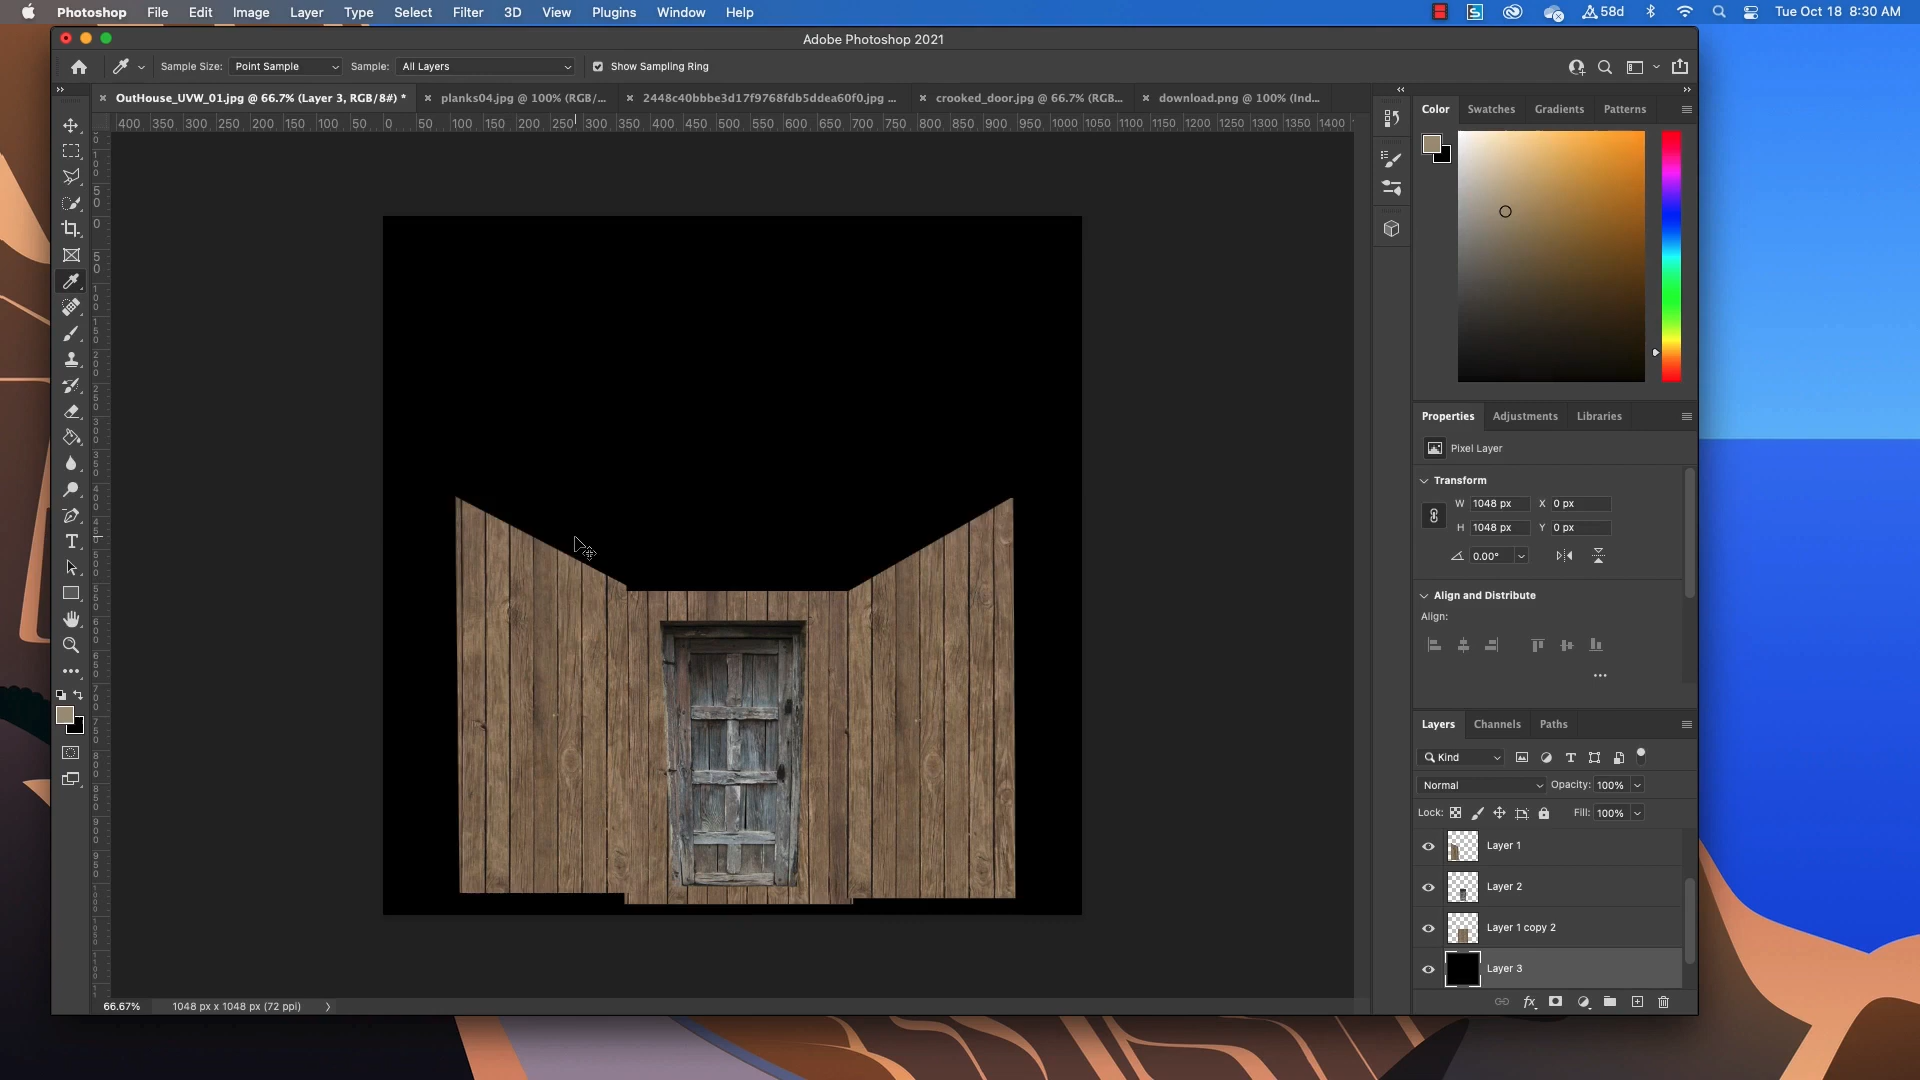 Photoshop File Edit Image Layer Type Select Filter 3D View Plugins Window Help 58d Tue Oct 18 8:30 AM
Adobe Photoshop 2021
Sample Size: Point Sample Sample: All Layers Show Sampling Ring
OutHouse_UVW_01.jpg @ 66.7% (Layer 3, RGB/8#) * planks04.jpg @ 100% (RGB/... 2448c40bbbe3d17f9768fdb5ddea60f0.jpg ... crooked_door.jpg @ 66.7% (RGB... download.png @ 100% (Ind...
400 350 300 250 200 150 100 50 0 50 100 150 200 250 300 350 400 450 500 550 600 650 700 750 800 850 900 950 1000 1050 1100 1150 1200 1250 1300 1350 1400
Color Swatches Gradients Patterns
Properties Adjustments Libraries
Pixel Layer
Transform
W 1048 px X 0 px
H 1048 px Y 0 px
0.00°
Align and Distribute
Align:
Layers Channels Paths
Kind
Normal Opacity: 100%
Lock: Fill: 100%
Layer 1
Layer 2
Layer 1 copy 2
Layer 3
66.67% 1048 px x 1048 px (72 ppi)